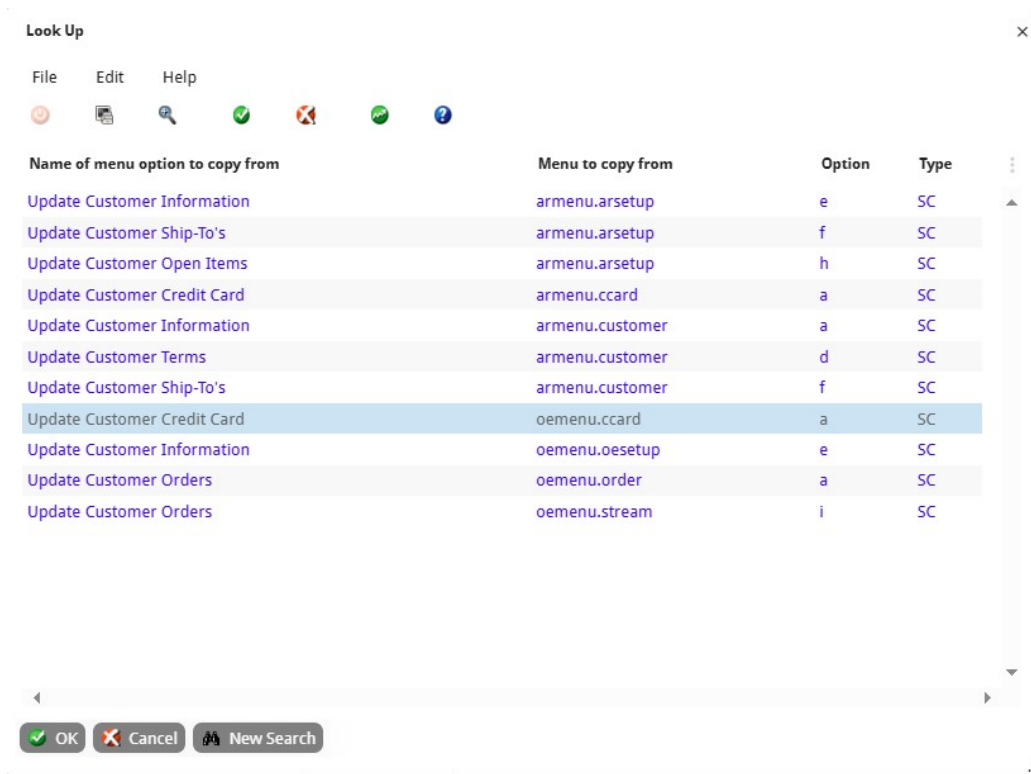 Look Up
File Edit Help
Name of menu option to copy from Menu to copy from Option Type
Update Customer Information armenu.arsetup e SC
Update Customer Ship-To's armenu.arsetup f SC
Update Customer Open Items armenu.arsetup h SC
Update Customer Credit Card armenu.ccard a SC
Update Customer Information armenu.customer a SC
Update Customer Terms armenu.customer d SC
Update Customer Ship-To's armenu.customer f SC
Update Customer Credit Card oemenu.ccard a SC
Update Customer Information oemenu.oesetup e SC
Update Customer Orders oemenu.order a SC
Update Customer Orders oemenu.stream i SC
OK Cancel New Search